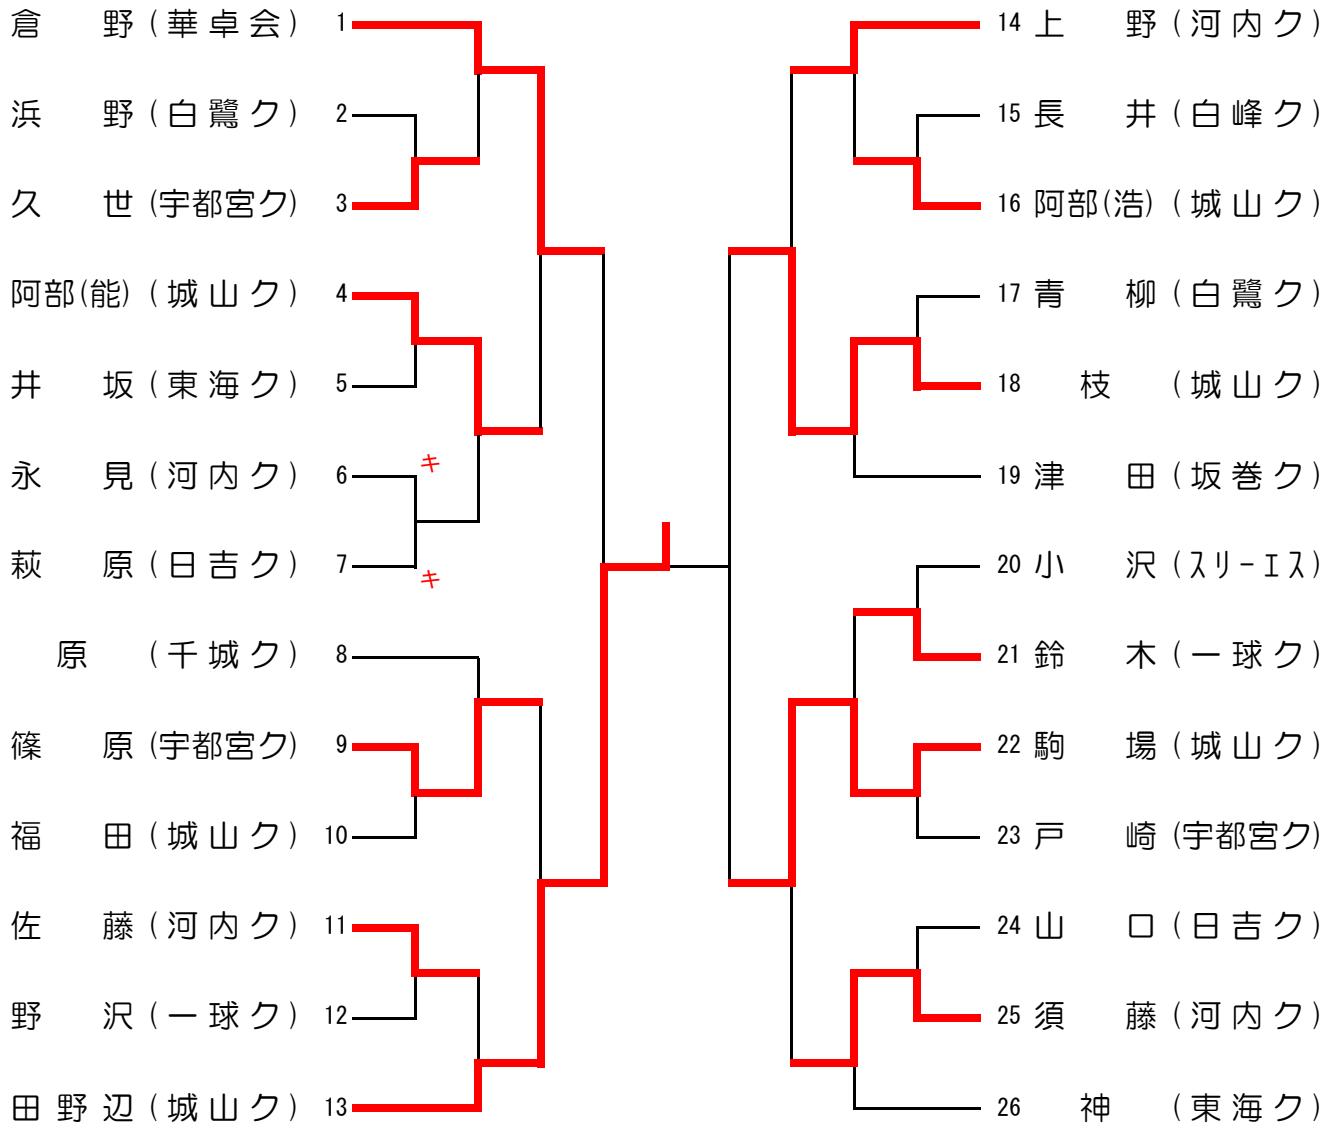 倉野(華卓会) 1
浜野(白鷺ク) 2
久世(宇都宮ク) 3
阿部(能)(城山ク) 4
井坂(東海ク) 5
永見(河内ク) 6
キ
萩原(日吉ク) 7
キ
原(千城ク) 8
篠原(宇都宮ク) 9
福田(城山ク) 10
佐藤(河内ク) 11
野沢(一球ク) 12
田野辺(城山ク) 13
14 上野(河内ク)
15 長井(白峰ク)
16 阿部(浩)(城山ク)
17 青柳(白鷺ク)
18 枝(城山ク)
19 津田(坂巻ク)
20 小沢(スリーエス)
21 鈴木(一球ク)
22 駒場(城山ク)
23 戸崎(宇都宮ク)
24 山口(日吉ク)
25 須藤(河内ク)
26 神(東海ク)